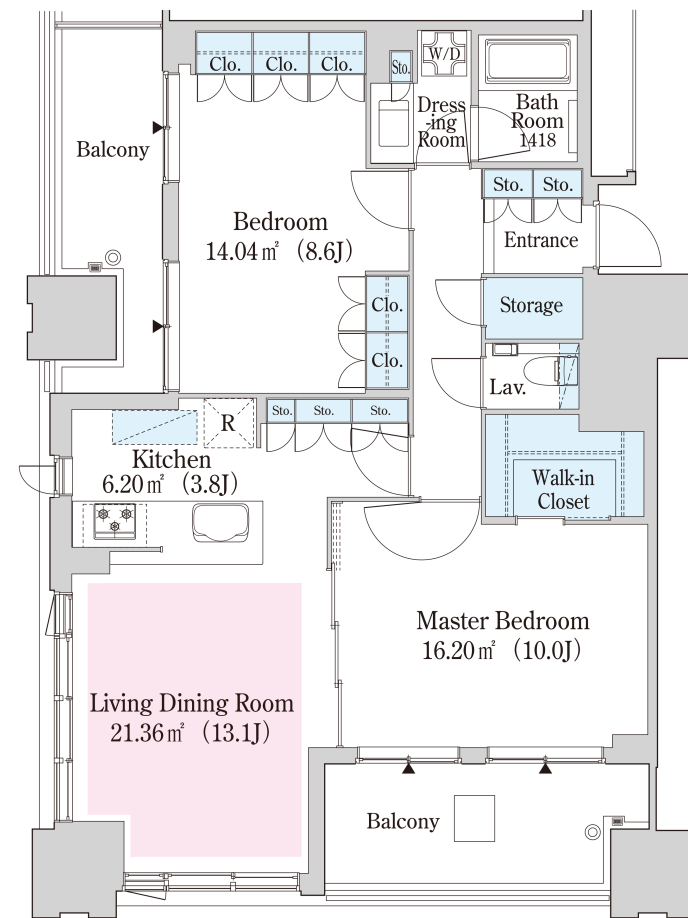 Clo.
Clo.
Clo.
Sto.
W/D
Balcony
Dress
-ing
Room
Bath
Room
1418
Sto.
Sto.
Bedroom
14.04㎡（8.6J）
Entrance
Clo.
Storage
Clo.
Lav.
Sto.
Sto.
Sto.
R
Kitchen
6.20㎡（3.8J）
Walk-in
Closet
Master Bedroom
16.20㎡（10.0J）
Living Dining Room
21.36㎡（13.1J）
Balcony